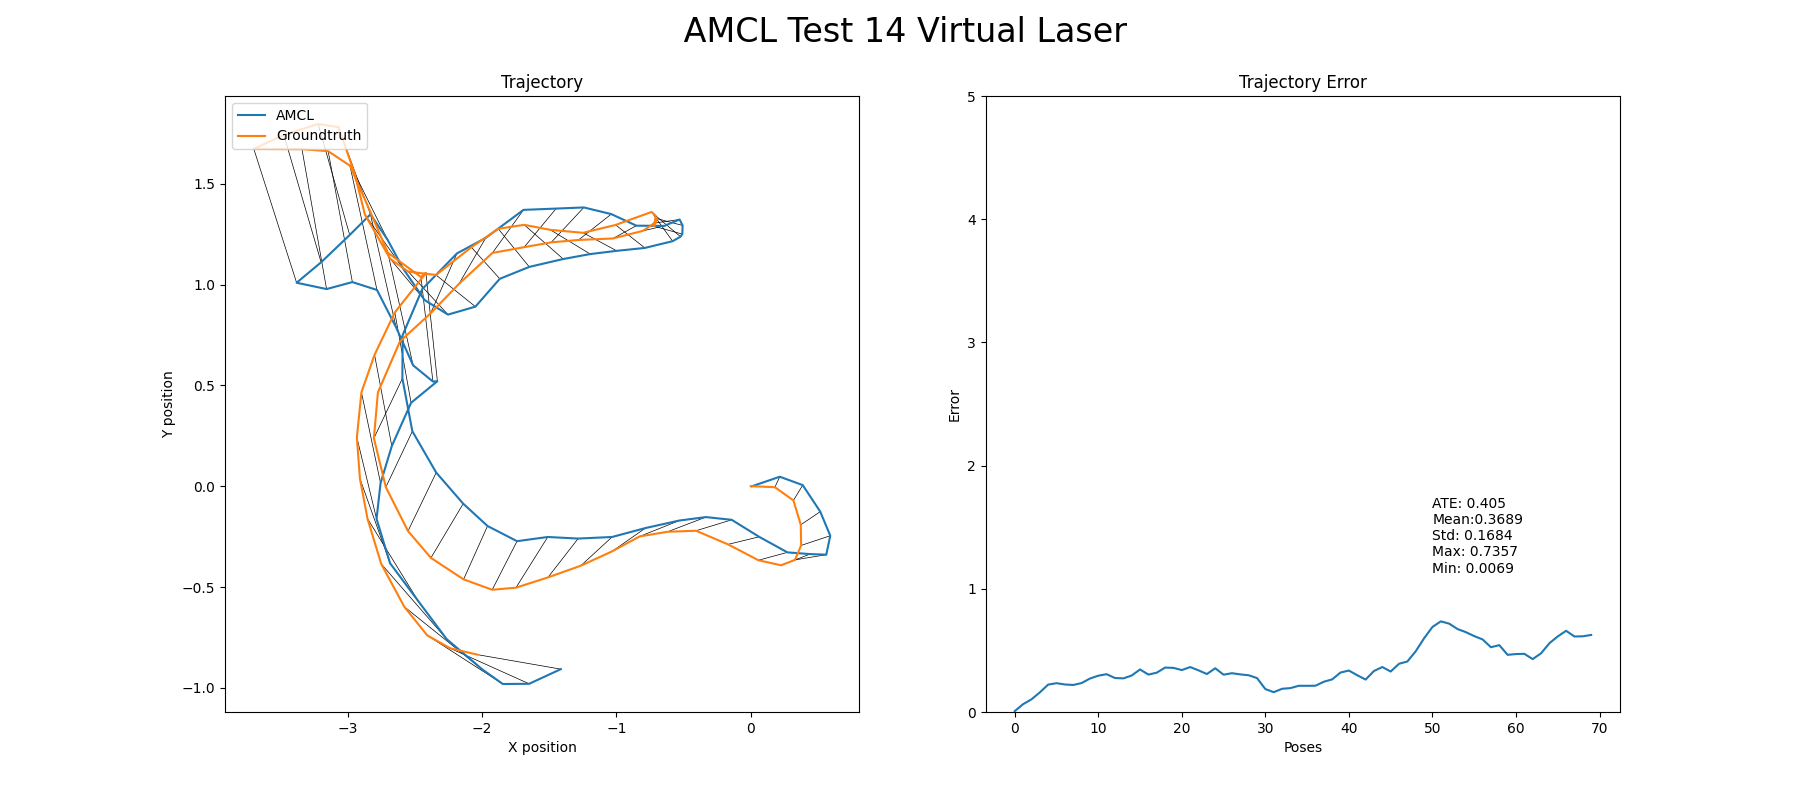 AMCL Test 14 Virtual Laser
Trajectory
AMCL
Groundtruth
1.5
1.0
0.5
0.0
−0.5
−1.0
Y position
−3
−2
−1
0
X position
Trajectory Error
5
4
3
2
1
0
Error
ATE: 0.405
Mean:0.3689
Std: 0.1684
Max: 0.7357
Min: 0.0069
0
10
20
30
40
50
60
70
Poses